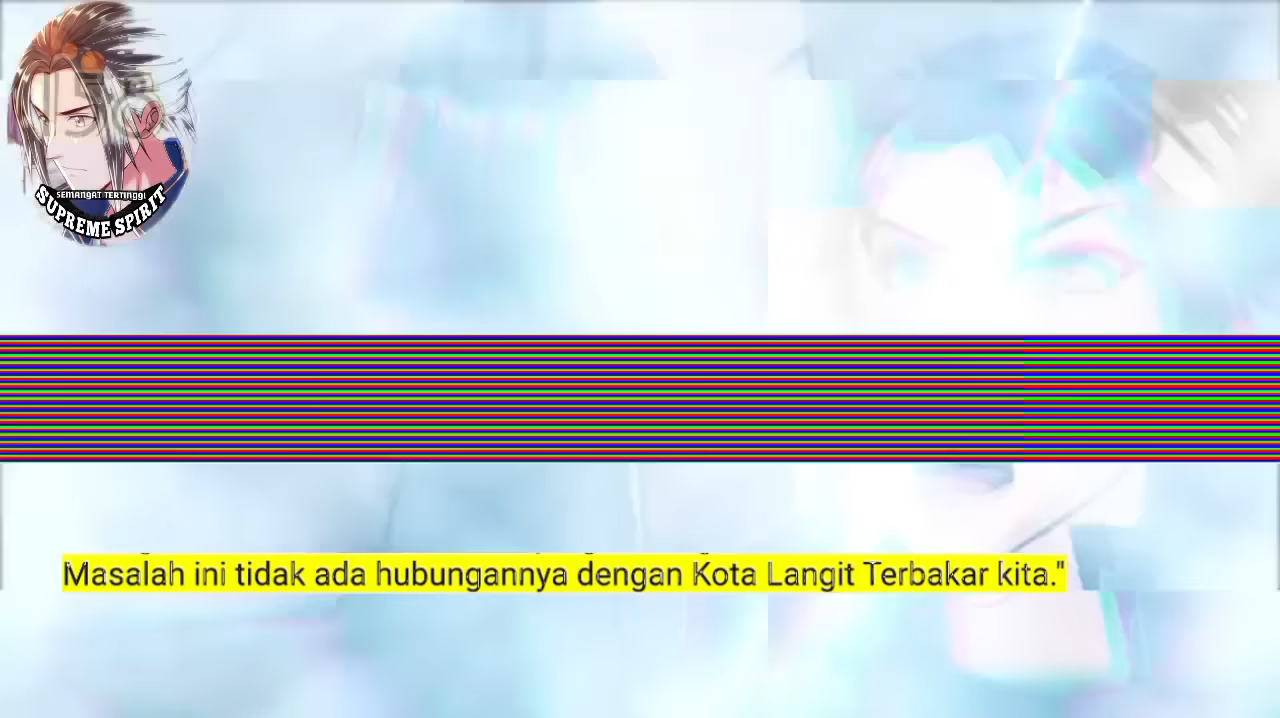 SEMANGAT TERTINGGI
SUPREME SPIRIT
Masalah ini tidak ada hubungannya dengan Kota Langit Terbakar kita."